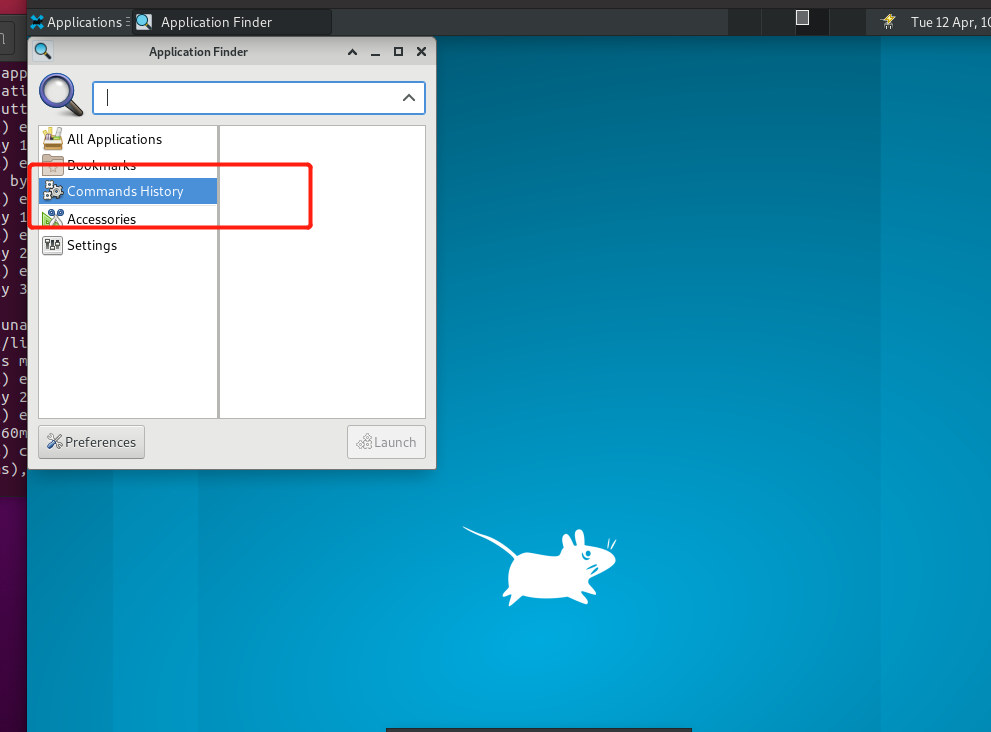 Applications
Application Finder
Tue 12 Apr, 10
Application Finder
All Applications
Bookmarks
Commands History
Accessories
Settings
Preferences
Launch
app
ati
utt
) e
y 1
) e
by
) e
y 1
) e
y 2
) e
y 3
una
/li
s m
) e
y 2
) e
60m
) c
s),